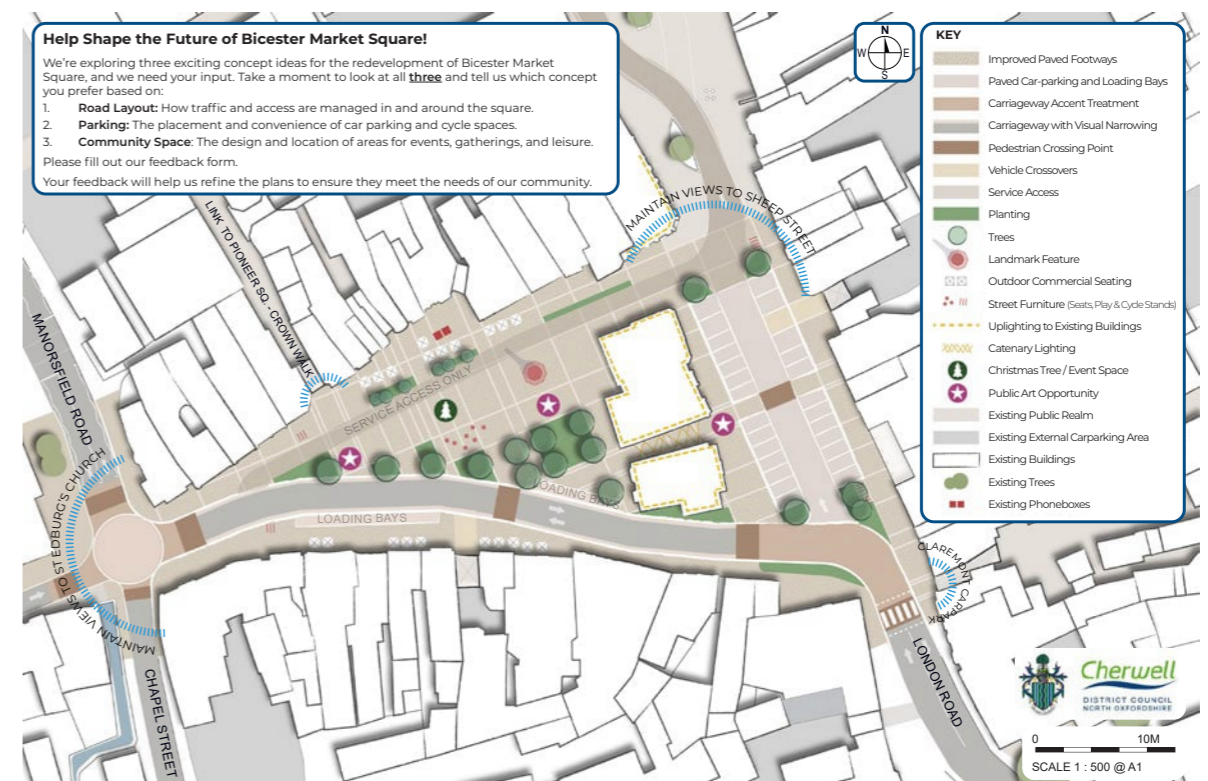 Help Shape the Future of Bicester Market Square!
We're exploring three exciting concept ideas for the redevelopment of Bicester Market
Square, and we need your input. Take a moment to look at all three and tell us which concept
you prefer based on:
1. Road Layout: How traffic and access are managed in and around the square.
2. Parking: The placement and convenience of car parking and cycle spaces.
3. Community Space: The design and location of areas for events, gatherings, and leisure.
Please fill out our feedback form.
Your feedback will help us refine the plans to ensure they meet the needs of our community.
N
W E
S
KEY
Improved Paved Footways
Paved Car-parking and Loading Bays
Carriageway Accent Treatment
Carriageway with Visual Narrowing
Pedestrian Crossing Point
Vehicle Crossovers
Service Access
Planting
Trees
Landmark Feature
Outdoor Commercial Seating
Street Furniture (Seats, Play & Cycle Stands)
Uplighting to Existing Buildings
Catenary Lighting
Christmas Tree / Event Space
Public Art Opportunity
Existing Public Realm
Existing External Carparking Area
Existing Buildings
Existing Trees
Existing Phoneboxes
MAINTAIN VIEWS TO SHEEP STREET
LINK TO PIONEER SQ. - CROWN WALK
MANORSFIELD ROAD
SERVICE ACCESS ONLY
MAINTAIN VIEWS TO ST EDBURG'S CHURCH
LOADING BAYS
LOADING BAYS
CLAREMONT CARPARK
CHAPEL STREET
LONDON ROAD
Cherwell
DISTRICT COUNCIL
NORTH OXFORDSHIRE
0 10M
SCALE 1 : 500 @ A1